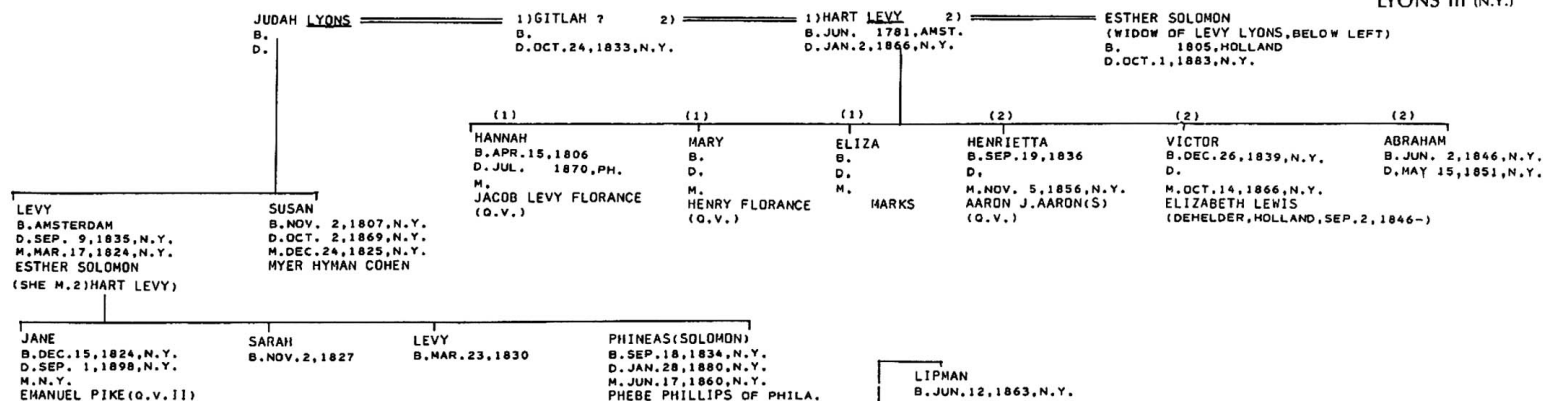 LYONS III (N.Y.)
JUDAH LYONS
B.
D.
1)GITLAH ? 2)
B.
D.OCT.24,1833,N.Y.
1)HART LEVY 2)
B.JUN. 1781,AMST.
D.JAN.2,1866,N.Y.
ESTHER SOLOMON
(WIDOW OF LEVY LYONS,BELOW LEFT)
B. 1805,HOLLAND
D.OCT.1,1883,N.Y.
(1)
HANNAH
B.APR.15,1806
D.JUL. 1870,PH.
M.
JACOB LEVY FLORANCE
(Q.V.)
(1)
MARY
B.
D.
M.
HENRY FLORANCE
(Q.V.)
(1)
ELIZA
B.
D.
M.
MARKS
(2)
HENRIETTA
B.SEP.19,1836
D.
M.NOV. 5,1856,N.Y.
AARON J.AARON(S)
(Q.V.)
(2)
VICTOR
B.DEC.26,1839,N.Y.
D.
M.OCT.14,1866,N.Y.
ELIZABETH LEWIS
(DEHELDER,HOLLAND,SEP.2,1846-)
(2)
ABRAHAM
B.JUN. 2,1846,N.Y.
D.MAY 15,1851,N.Y.
LEVY
B.AMSTERDAM
D.SEP. 9,1835,N.Y.
M.MAR.17,1824,N.Y.
ESTHER SOLOMON
(SHE M.2)HART LEVY)
SUSAN
B.NOV. 2,1807,N.Y.
D.OCT. 2,1869,N.Y.
M.DEC.24,1825,N.Y.
MYER HYMAN COHEN
JANE
B.DEC.15,1824,N.Y.
D.SEP. 1,1898,N.Y.
M.N.Y.
EMANUEL PIKE(Q.V.II)
SARAH
B.NOV.2,1827
LEVY
B.MAR.23,1830
PHINEAS(SOLOMON)
B.SEP.18,1834,N.Y.
D.JAN.28,1880,N.Y.
M.JUN.17,1860,N.Y.
PHEBE PHILLIPS OF PHILA.
LIPMAN
B.JUN.12,1863,N.Y.